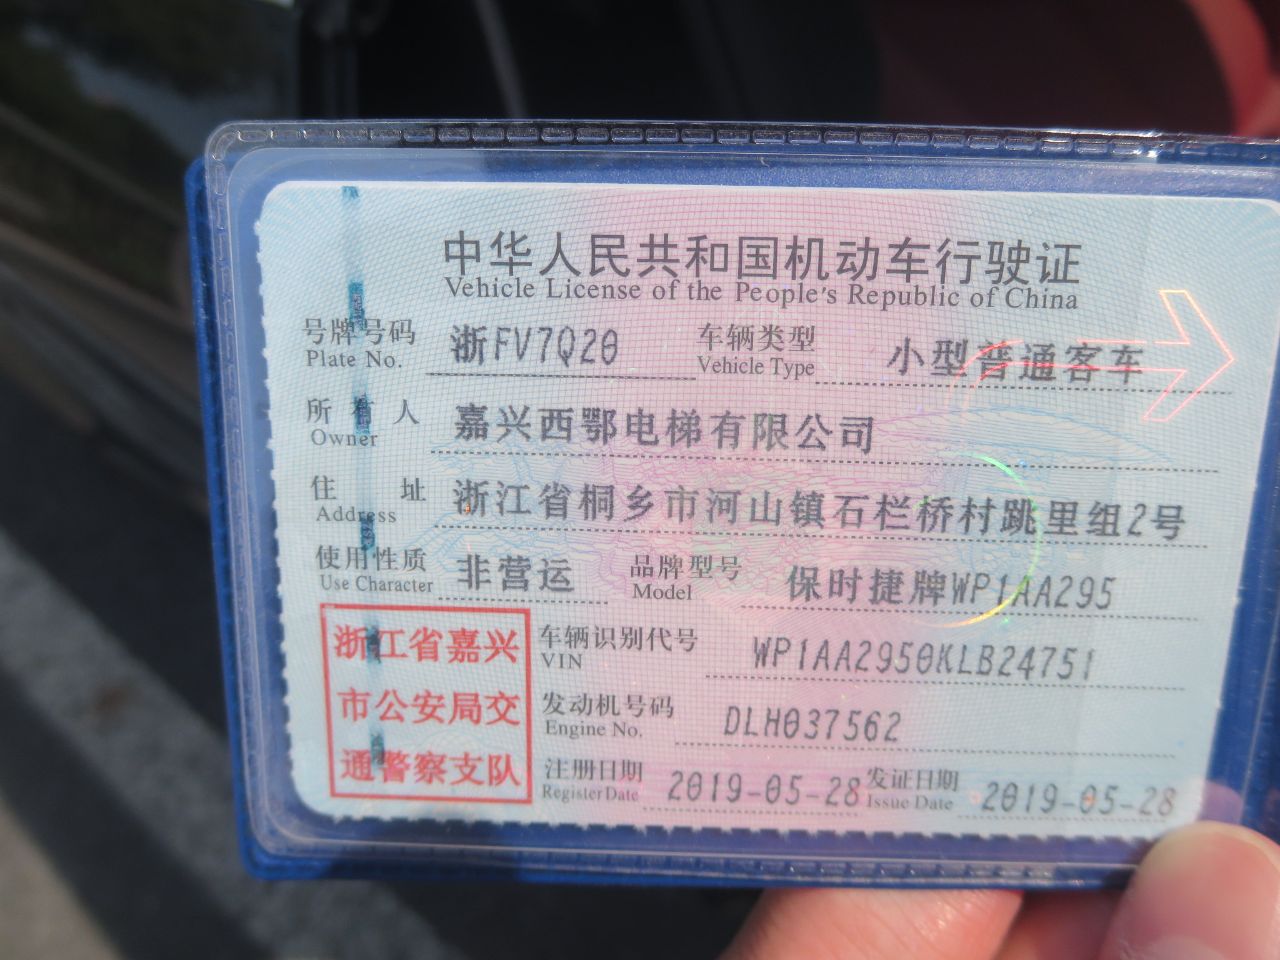 中华人民共和国机动车行驶证
Vehicle License of the People's Republic of China
号牌号码 浙FV7Q20 车辆类型 小型普通客车
Plate No. Vehicle Type
所有人 嘉兴西鄂电梯有限公司
Owner
住址 浙江省桐乡市河山镇石栏桥村跳里组2号
Address
使用性质 非营运 品牌型号 保时捷牌WP1AA295
Use Character Model
浙江省嘉兴
市公安局交
通警察支队
车辆识别代号 WP1AA2950KLB24751
VIN
发动机号码 DLH037562
Engine No.
注册日期 2019-05-28 发证日期 2019-05-28
Register Date Issue Date